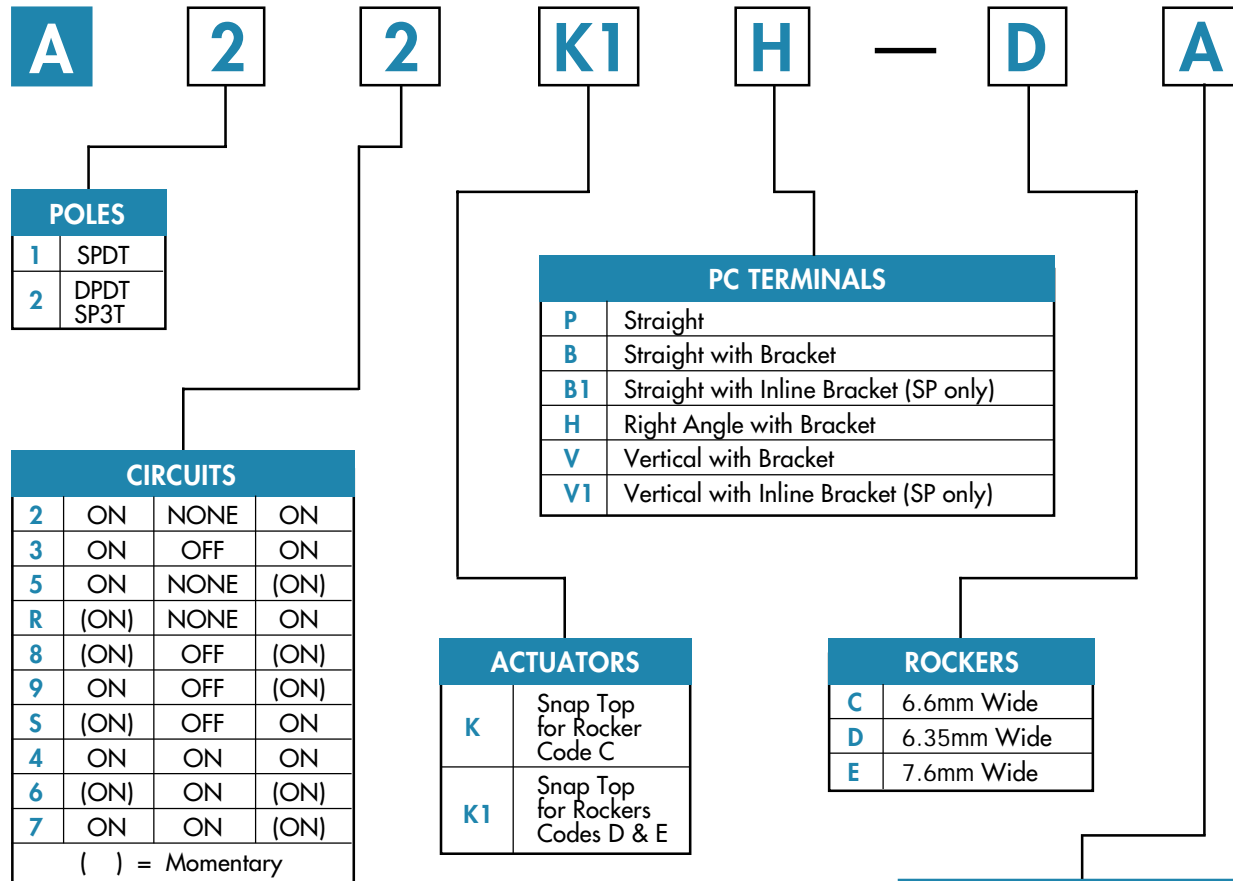 A 2 2 K1 H — D A
POLES
1 SPDT
2 DPDT
SP3T
PC TERMINALS
P Straight
B Straight with Bracket
B1 Straight with Inline Bracket (SP only)
H Right Angle with Bracket
V Vertical with Bracket
V1 Vertical with Inline Bracket (SP only)
CIRCUITS
2 ON NONE ON
3 ON OFF ON
5 ON NONE (ON)
R (ON) NONE ON
8 (ON) OFF (ON)
9 ON OFF (ON)
S (ON) OFF ON
4 ON ON ON
6 (ON) ON (ON)
7 ON ON (ON)
( ) = Momentary
ACTUATORS
K Snap Top
for Rocker
Code C
K1 Snap Top
for Rockers
Codes D & E
ROCKERS
C 6.6mm Wide
D 6.35mm Wide
E 7.6mm Wide